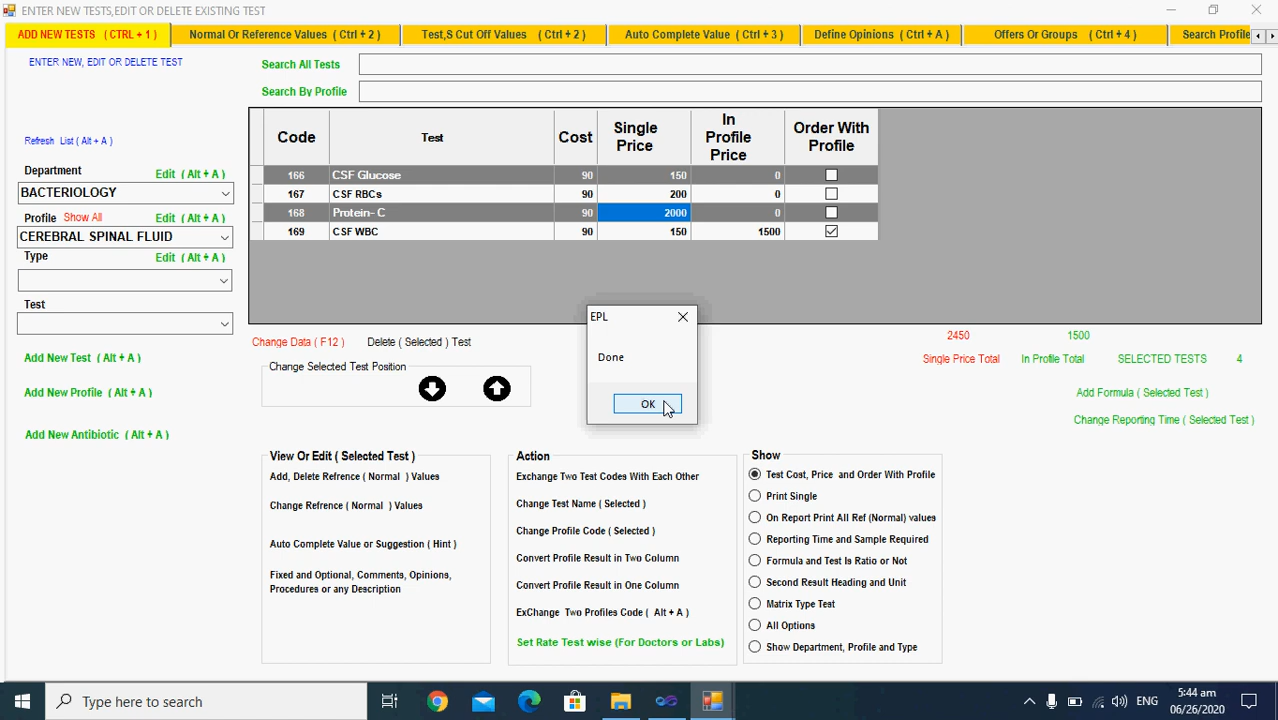 ENTER NEW TESTS,EDIT OR DELETE EXISTING TEST
ADD NEW TESTS ( CTRL + 1 ) Normal Or Reference Values ( Ctrl + 2 ) Test,S Cut Off Values ( Ctrl + 2 ) Auto Complete Value ( Ctrl + 3 ) Define Opinions ( Ctrl + A ) Offers Or Groups ( Ctrl + 4 ) Search Profile
ENTER NEW, EDIT OR DELETE TEST
Search All Tests
Search By Profile
Refresh List ( Alt + A )
Department Edit ( Alt + A )
BACTERIOLOGY
Profile Show All Edit ( Alt + A )
CEREBRAL SPINAL FLUID
Type Edit ( Alt + A )
Test
Add New Test ( Alt + A )
Add New Profile ( Alt + A )
Add New Antibiotic ( Alt + A )
Code Test Cost Single Price In Profile Price Order With Profile
166 CSF Glucose 90 150 0
167 CSF RBCs 90 200 0
168 Protein- C 90 2000 0
169 CSF WBC 90 150 1500
Change Data ( F12 ) Delete ( Selected ) Test
Change Selected Test Position
EPL
Done
OK
2450 1500
Single Price Total In Profile Total SELECTED TESTS 4
Add Formula ( Selected Test )
Change Reporting Time ( Selected Test )
View Or Edit ( Selected Test )
Add, Delete Refrence ( Normal ) Values
Change Refrence ( Normal ) Values
Auto Complete Value or Suggestion ( Hint )
Fixed and Optional, Comments, Opinions,
Procedures or any Description
Action
Exchange Two Test Codes With Each Other
Change Test Name ( Selected )
Change Profile Code ( Selected )
Convert Profile Result in Two Column
Convert Profile Result in One Column
ExChange Two Profiles Code ( Alt + A )
Set Rate Test wise (For Doctors or Labs)
Show
Test Cost, Price and Order With Profile
Print Single
On Report Print All Ref (Normal) values
Reporting Time and Sample Required
Formula and Test Is Ratio or Not
Second Result Heading and Unit
Matrix Type Test
All Options
Show Department, Profile and Type
Type here to search
ENG
5:44 am
06/26/2020